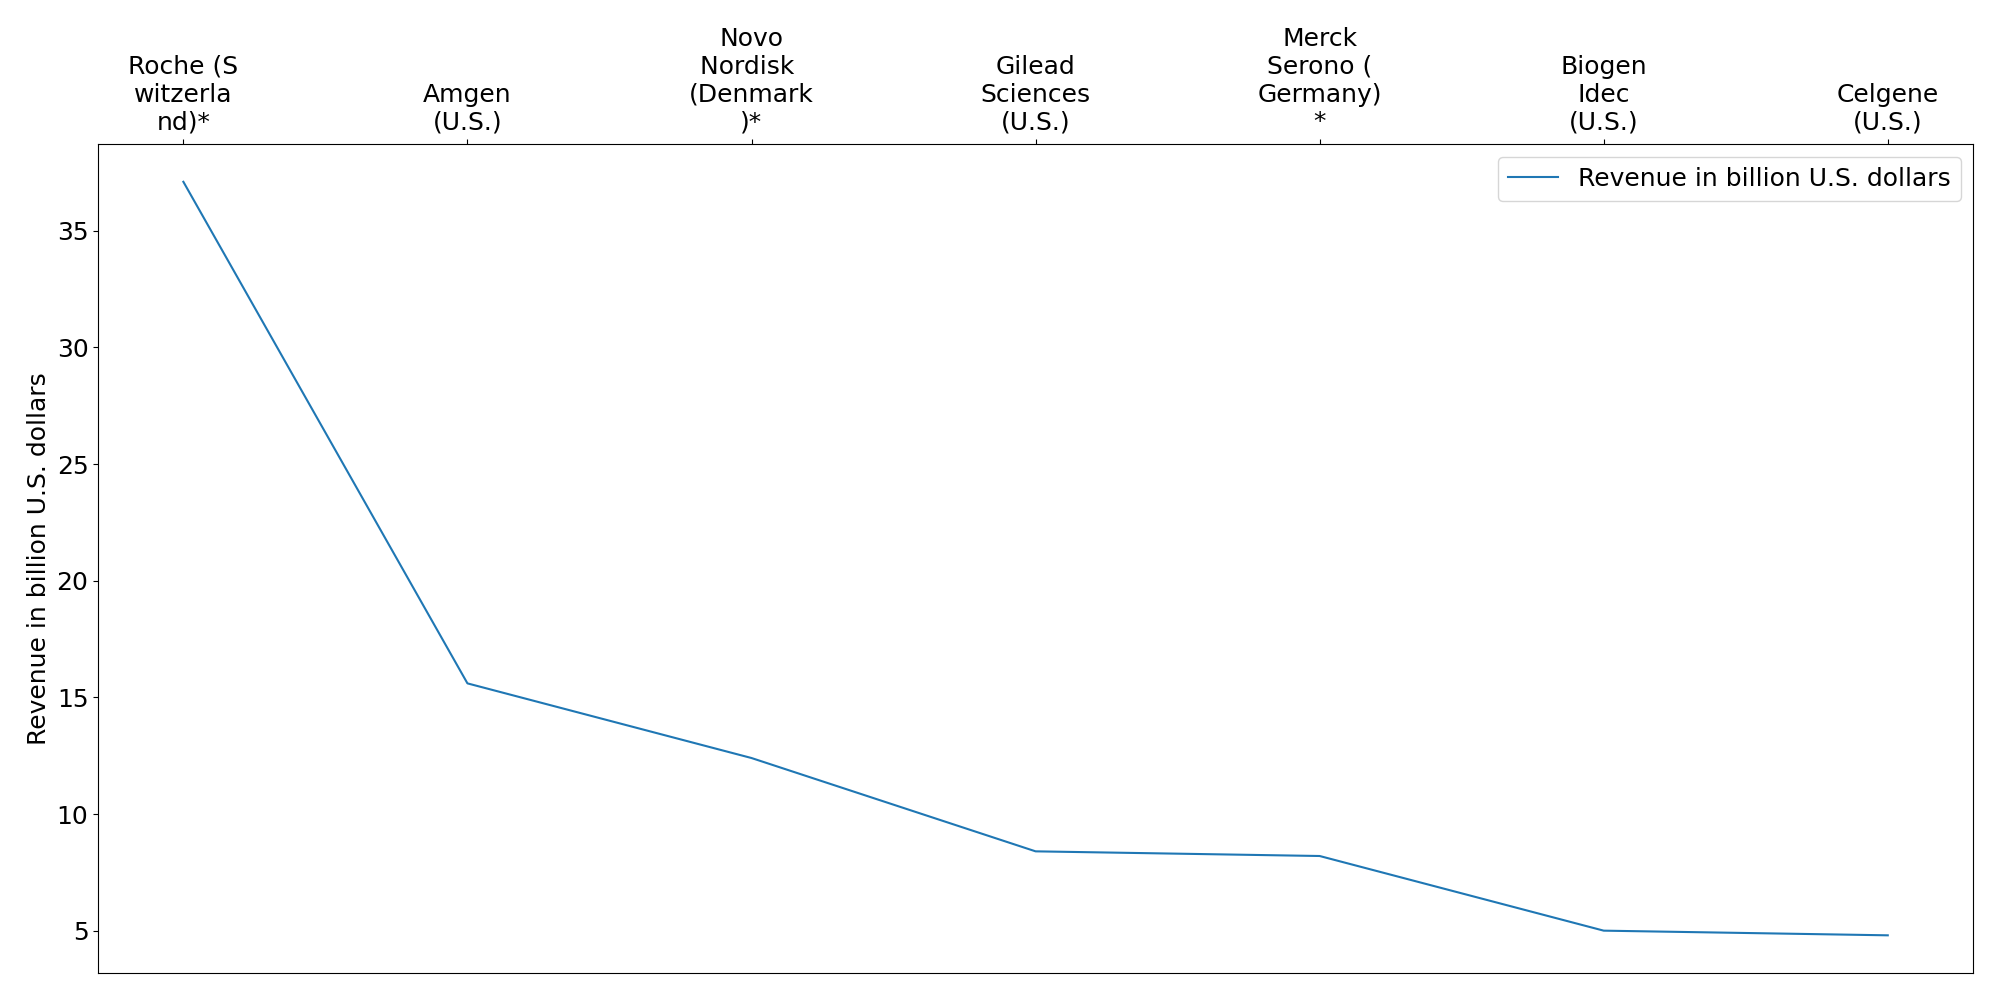 Roche (S
witzerla
nd)*
Amgen
(U.S.)
Novo
Nordisk
(Denmark
)*
Gilead
Sciences
(U.S.)
Merck
Serono (
Germany)
*
Biogen
Idec
(U.S.)
Celgene
(U.S.)
Revenue in billion U.S. dollars
35
30
25
20
15
10
5
Revenue in billion U.S. dollars